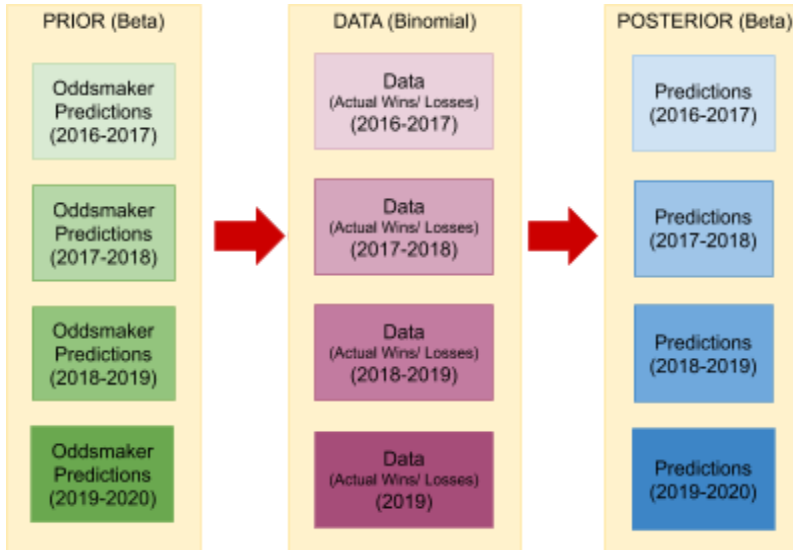 PRIOR (Beta)
Oddsmaker
Predictions
(2016-2017)
Oddsmaker
Predictions
(2017-2018)
Oddsmaker
Predictions
(2018-2019)
Oddsmaker
Predictions
(2019-2020)
DATA (Binomial)
Data
(Actual Wins/ Losses)
(2016-2017)
Data
(Actual Wins/ Losses)
(2017-2018)
Data
(Actual Wins/ Losses)
(2018-2019)
Data
(Actual Wins/ Losses)
(2019)
POSTERIOR (Beta)
Predictions
(2016-2017)
Predictions
(2017-2018)
Predictions
(2018-2019)
Predictions
(2019-2020)